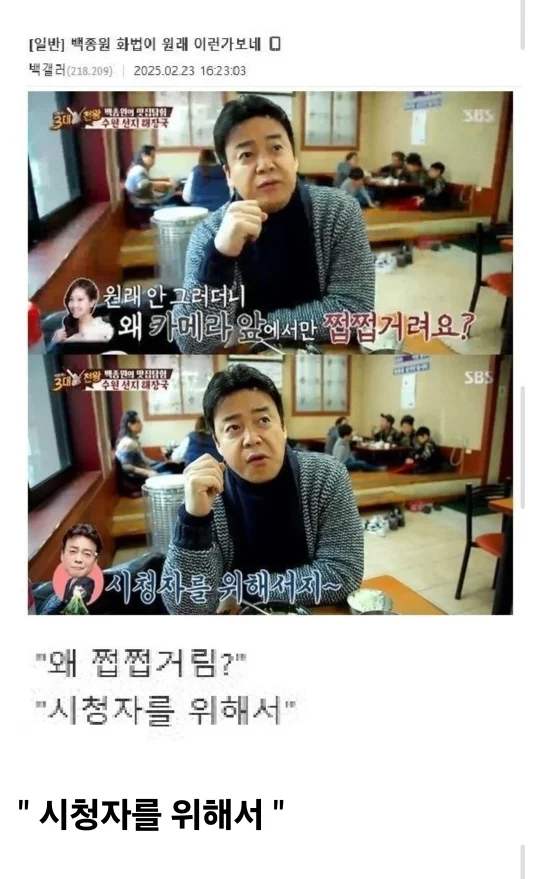 [일반] 백종원 화법이 원래 이런가보네
백갤러(218.209) | 2025.02.23 16:23:03
3대천왕 백종원의 맛집탐험
수원 선지 해장국
SBS
원래 안 그러더니
왜 카메라 앞에서만 쩝쩝거려요?
3대천왕 백종원의 맛집탐험
수원 선지 해장국
SBS
시청자를 위해서지~
"왜 쩝쩝거림?"
"시청자를 위해서"
" 시청자를 위해서 "